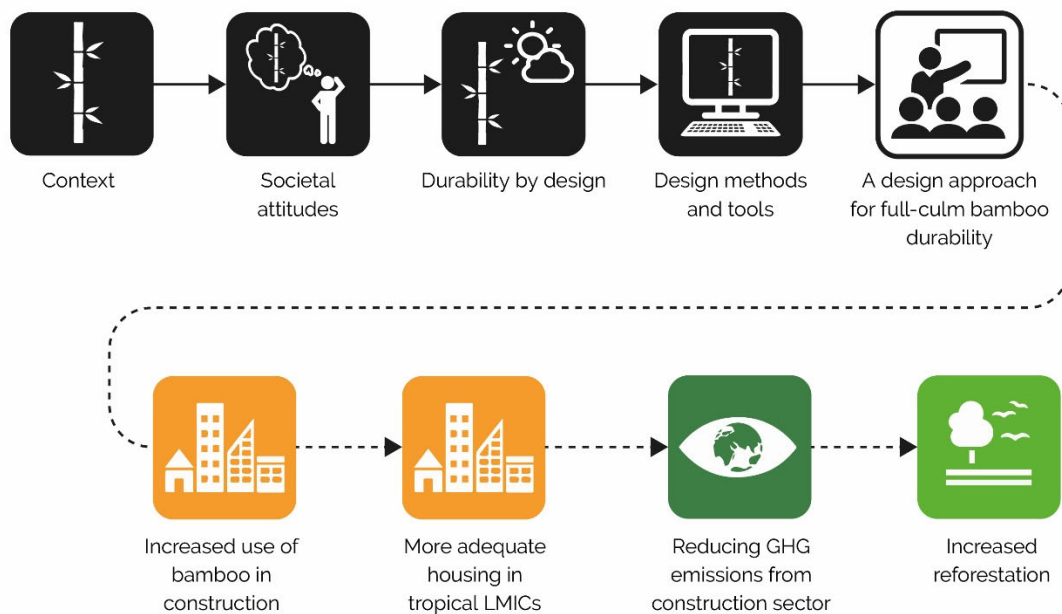 Context
Societal
attitudes
Durability by design
Design methods
and tools
A design approach
for full-culm bamboo
durability
Increased use of
bamboo in
construction
More adequate
housing in
tropical LMICs
Reducing GHG
emissions from
construction sector
Increased
reforestation